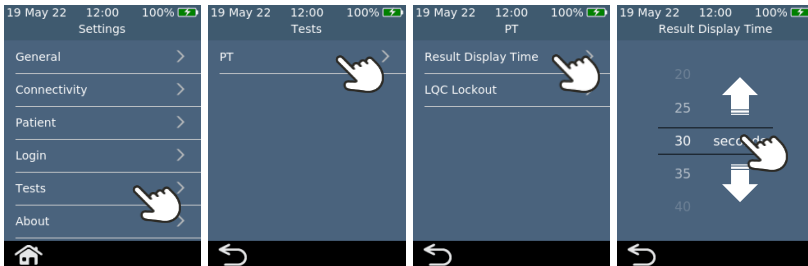 19 May 22 12:00 100%
Settings
General
Connectivity
Patient
Login
Tests
About
19 May 22 12:00 100%
Tests
PT
19 May 22 12:00 100%
PT
Result Display Time
LQC Lockout
19 May 22 12:00 100%
Result Display Time
20
25
30 seconds
35
40